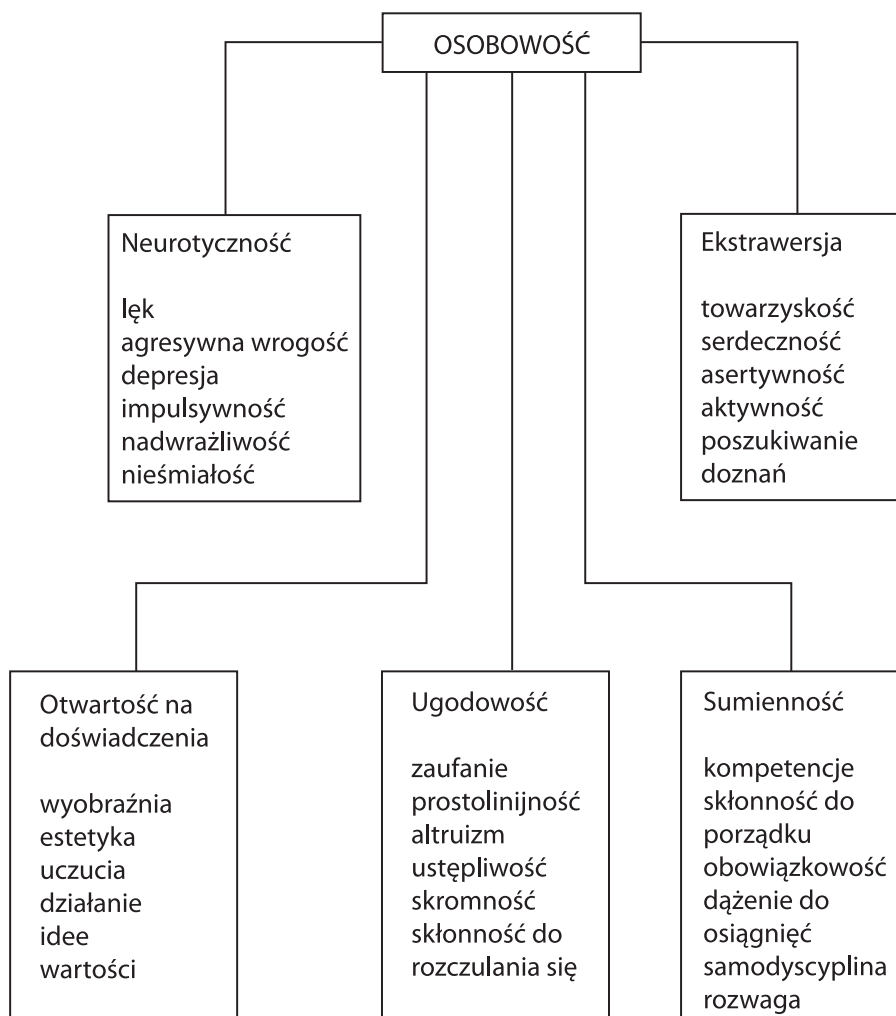 OSOBOWOŚĆ
Neurotyczność
lęk
agresywna wrogość
depresja
impulsywność
nadwrażliwość
nieśmiałość
Ekstrawersja
towarzyskość
serdeczność
asertywność
aktywność
poszukiwanie
doznań
Otwartość na
doświadczenia
wyobraźnia
estetyka
uczucia
działanie
idee
wartości
Ugodowość
zaufanie
prostolinijność
altruizm
ustępliwość
skromność
skłonność do
rozczulania się
Sumienność
kompetencje
skłonność do
porządku
obowiązkowość
dążenie do
osiągnięć
samodyscyplina
rozwaga